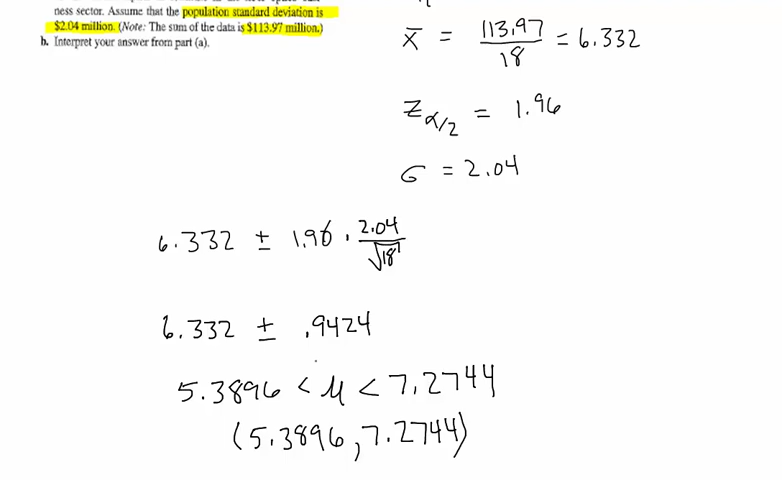 ness sector. Assume that the population standard deviation is
$2.04 million. (Note: The sum of the data is $113.97 million.)
b. Interpret your answer from part (a).
x̄ = 113.97/18 = 6.332
z α/2 = 1.96
σ = 2.04
6.332 ± 1.96 · 2.04/√18
6.332 ± .9424
5.3896 < μ < 7.2744
(5.3896, 7.2744)